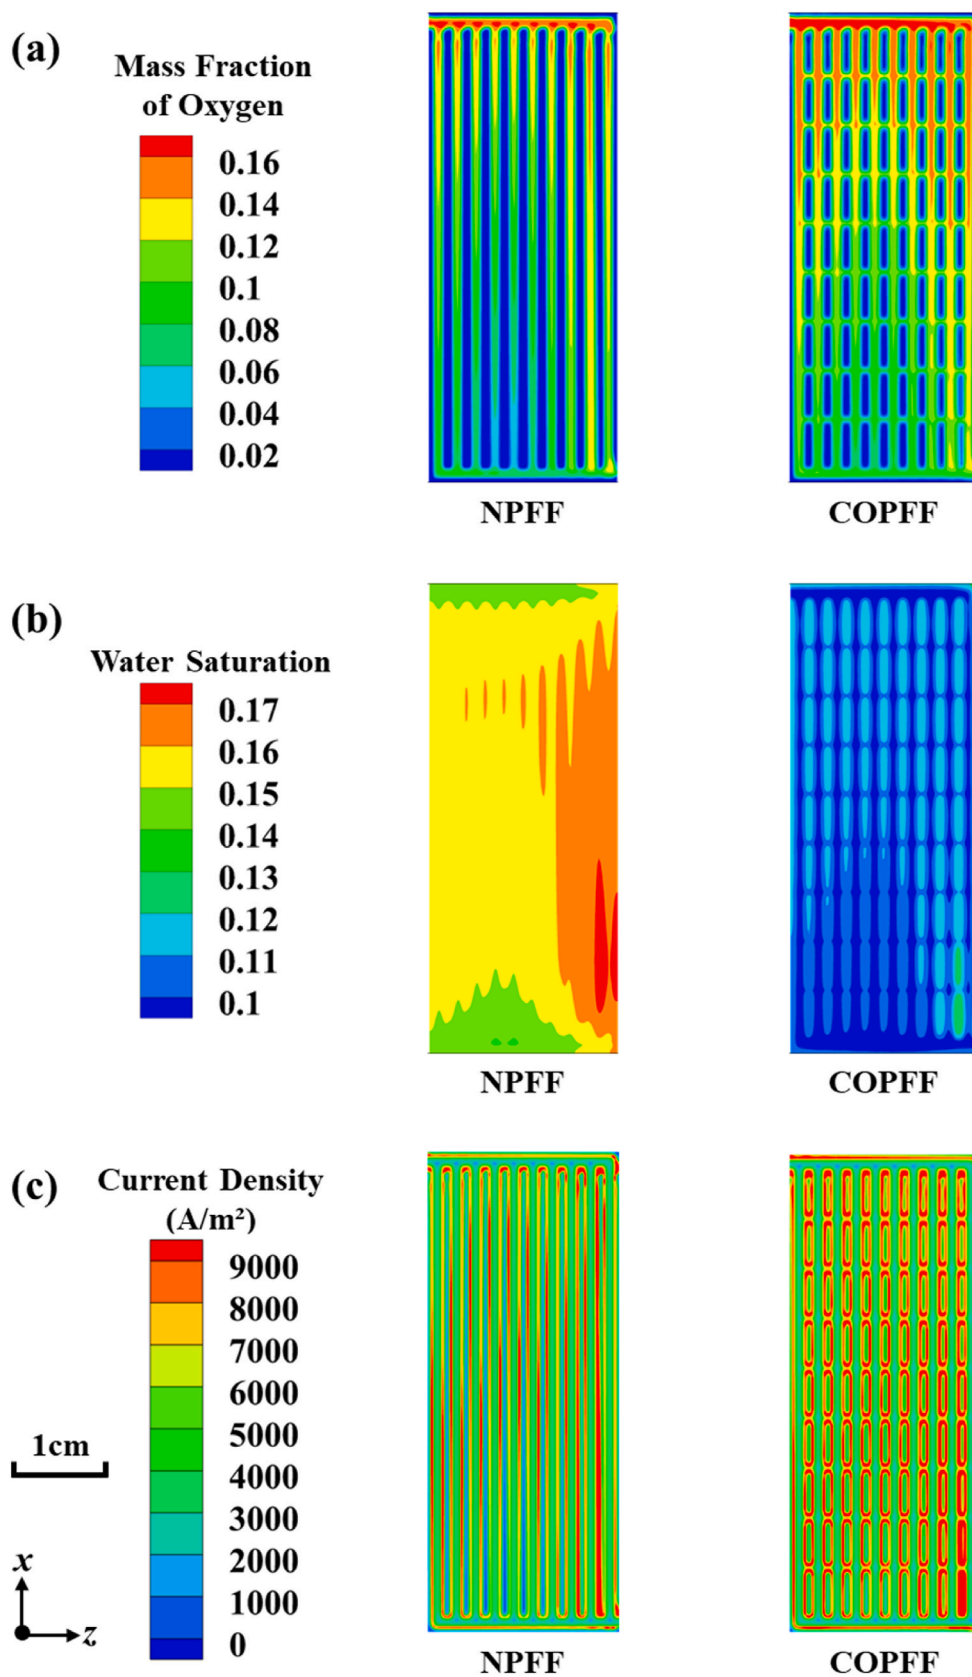 (a)
Mass Fraction
of Oxygen
0.16
0.14
0.12
0.1
0.08
0.06
0.04
0.02
NPFF
COPFF
(b)
Water Saturation
0.17
0.16
0.15
0.14
0.13
0.12
0.11
0.1
NPFF
COPFF
(c)
Current Density
(A/m²)
9000
8000
7000
6000
5000
4000
3000
2000
1000
0
1cm
x
z
NPFF
COPFF